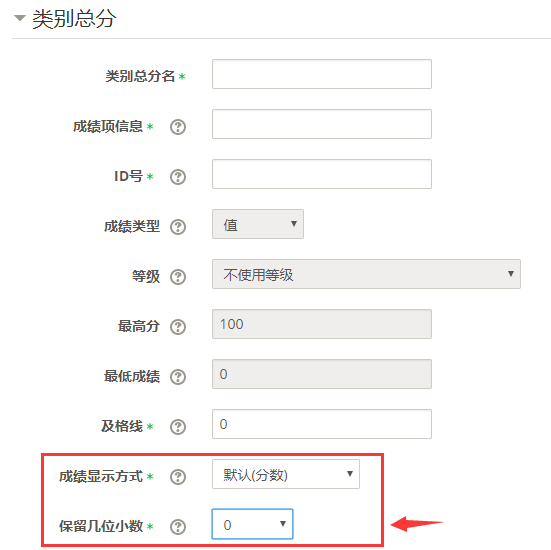 类别总分
类别总分名*
成绩项信息* ?
ID号* ?
成绩类型 ? 值
等级 ? 不使用等级
最高分 ? 100
最低成绩 ? 0
及格线* ? 0
成绩显示方式* ? 默认(分数)
保留几位小数* ? 0